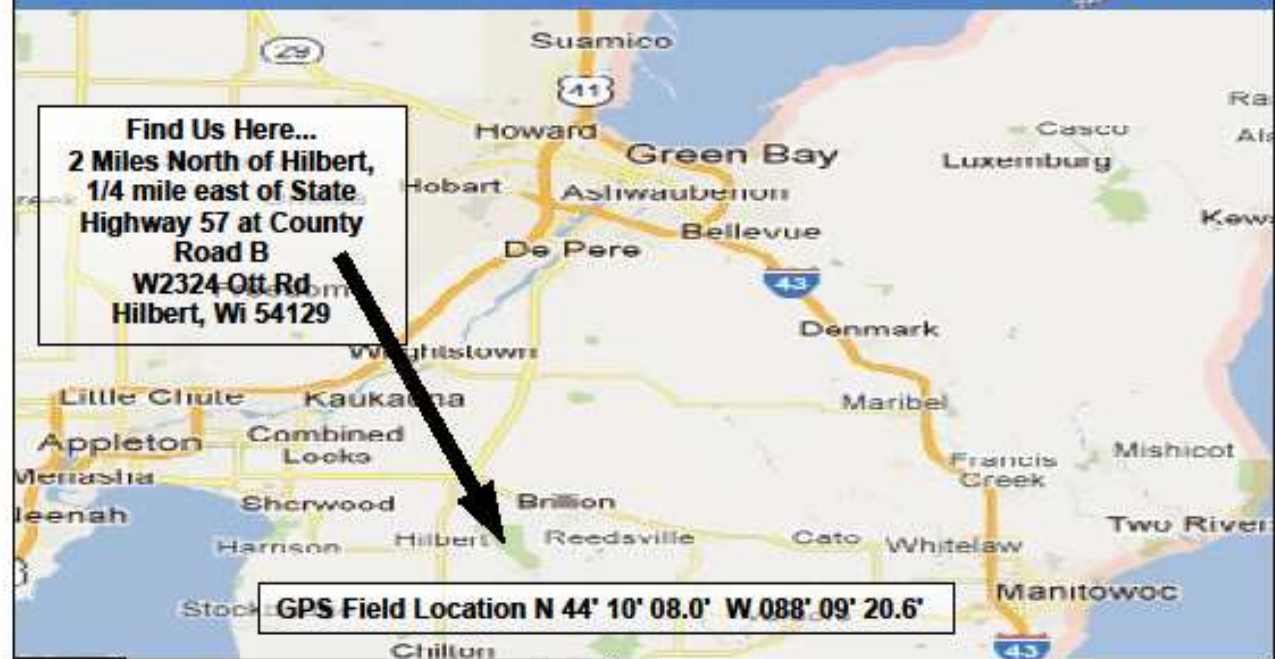 Suamico
29
41
Find Us Here...
2 Miles North of Hilbert,
1/4 mile east of State
Highway 57 at County
Road B
W2324 Ott Rd
Hilbert, Wi 54129
Howard
Green Bay
Casco
Luxemburg
Hobart
Ashwaubenon
Bellevue
De Pere
43
Denmark
Wrightstown
Little Chute
Kaukauna
Maribel
Appleton
Combined
Locks
Menasha
Francis
Creek
Mishicot
Sherwood
Brillion
Harrison
Hilbert
Reedsville
Cato
Whitelaw
Two River
Manitowoc
GPS Field Location N 44' 10' 08.0' W 088' 09' 20.6'
Chilton
43